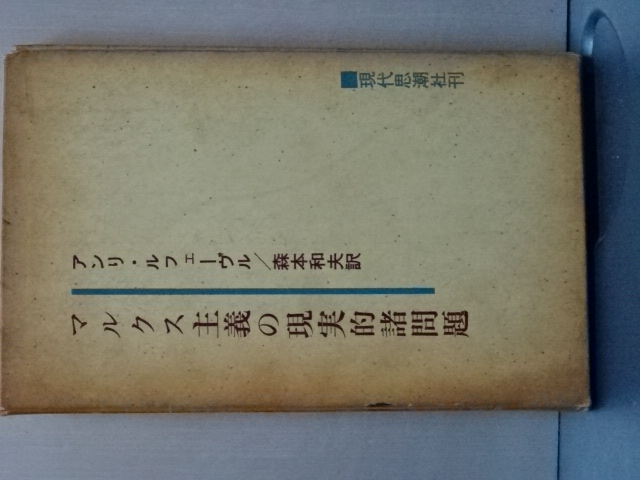 マルクス主義の現実的諸問題
アンリ・ルフェーヴル/森本和夫訳
■現代思潮社刊